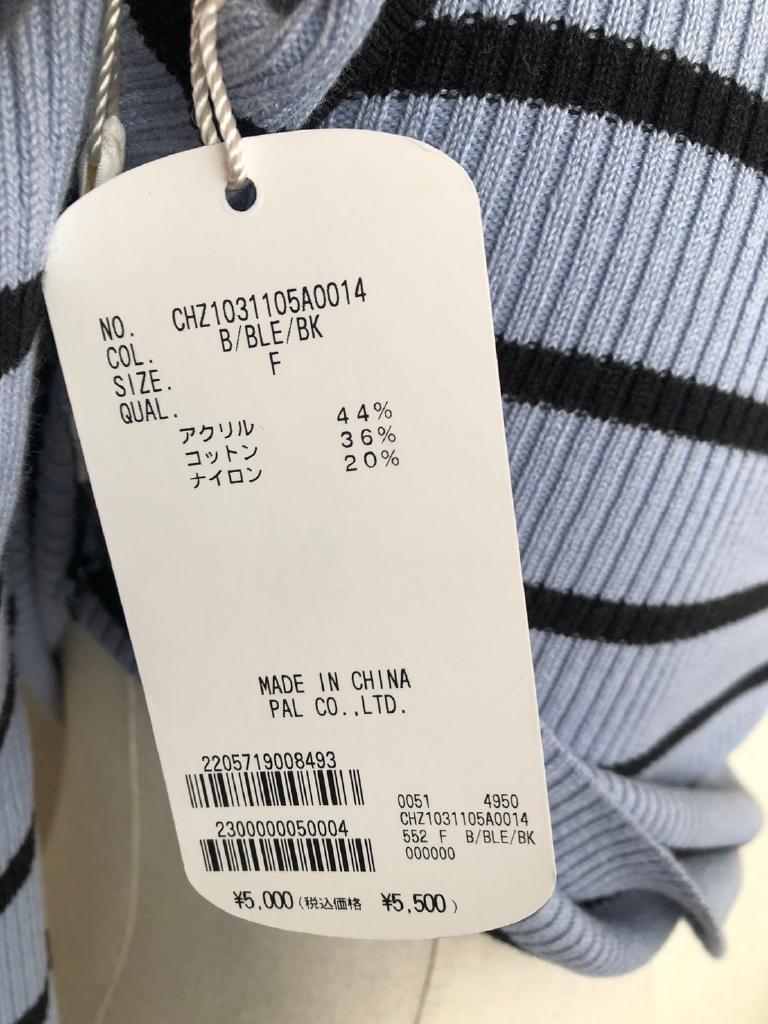 NO. CHZ1031105A0014
COL. B/BLE/BK
SIZE. F
QUAL.
アクリル 44%
コットン 36%
ナイロン 20%
MADE IN CHINA
PAL CO.,LTD.
2205719008493
2300000050004
0051 4950
CHZ1031105A0014
552 F B/BLE/BK
000000
¥5,000 (税込価格 ¥5,500)